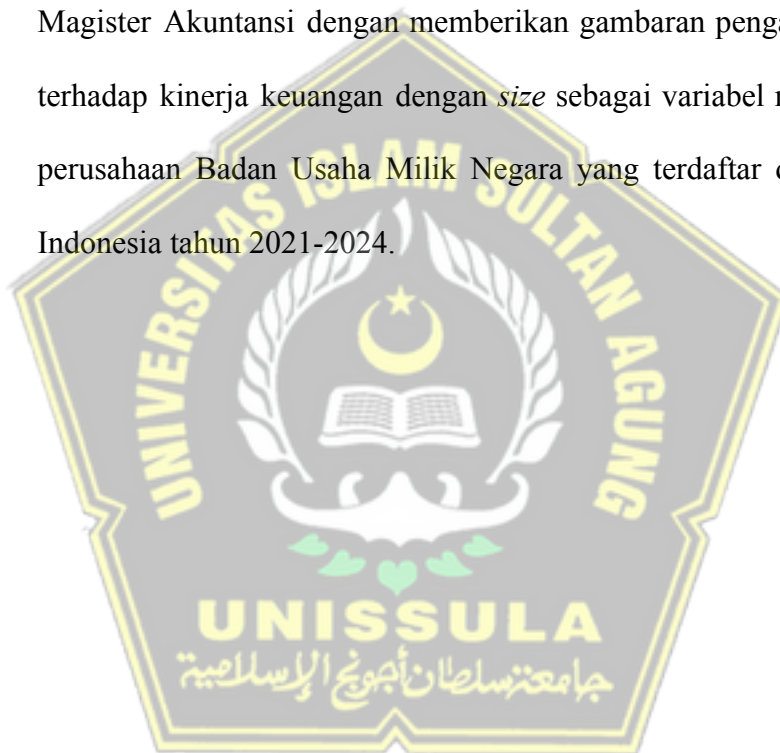 Magister Akuntansi dengan memberikan gambaran
terhadap kinerja keuangan dengan size sebagai variabel
perusahaan Badan Usaha Milik Negara yang terdaftar
Indonesia tahun 2021-2024.
UNIVERSITAS ISLAM SULTAN AGUNG
UNISSULA
جامعة سلطان أجونج الإسلامية